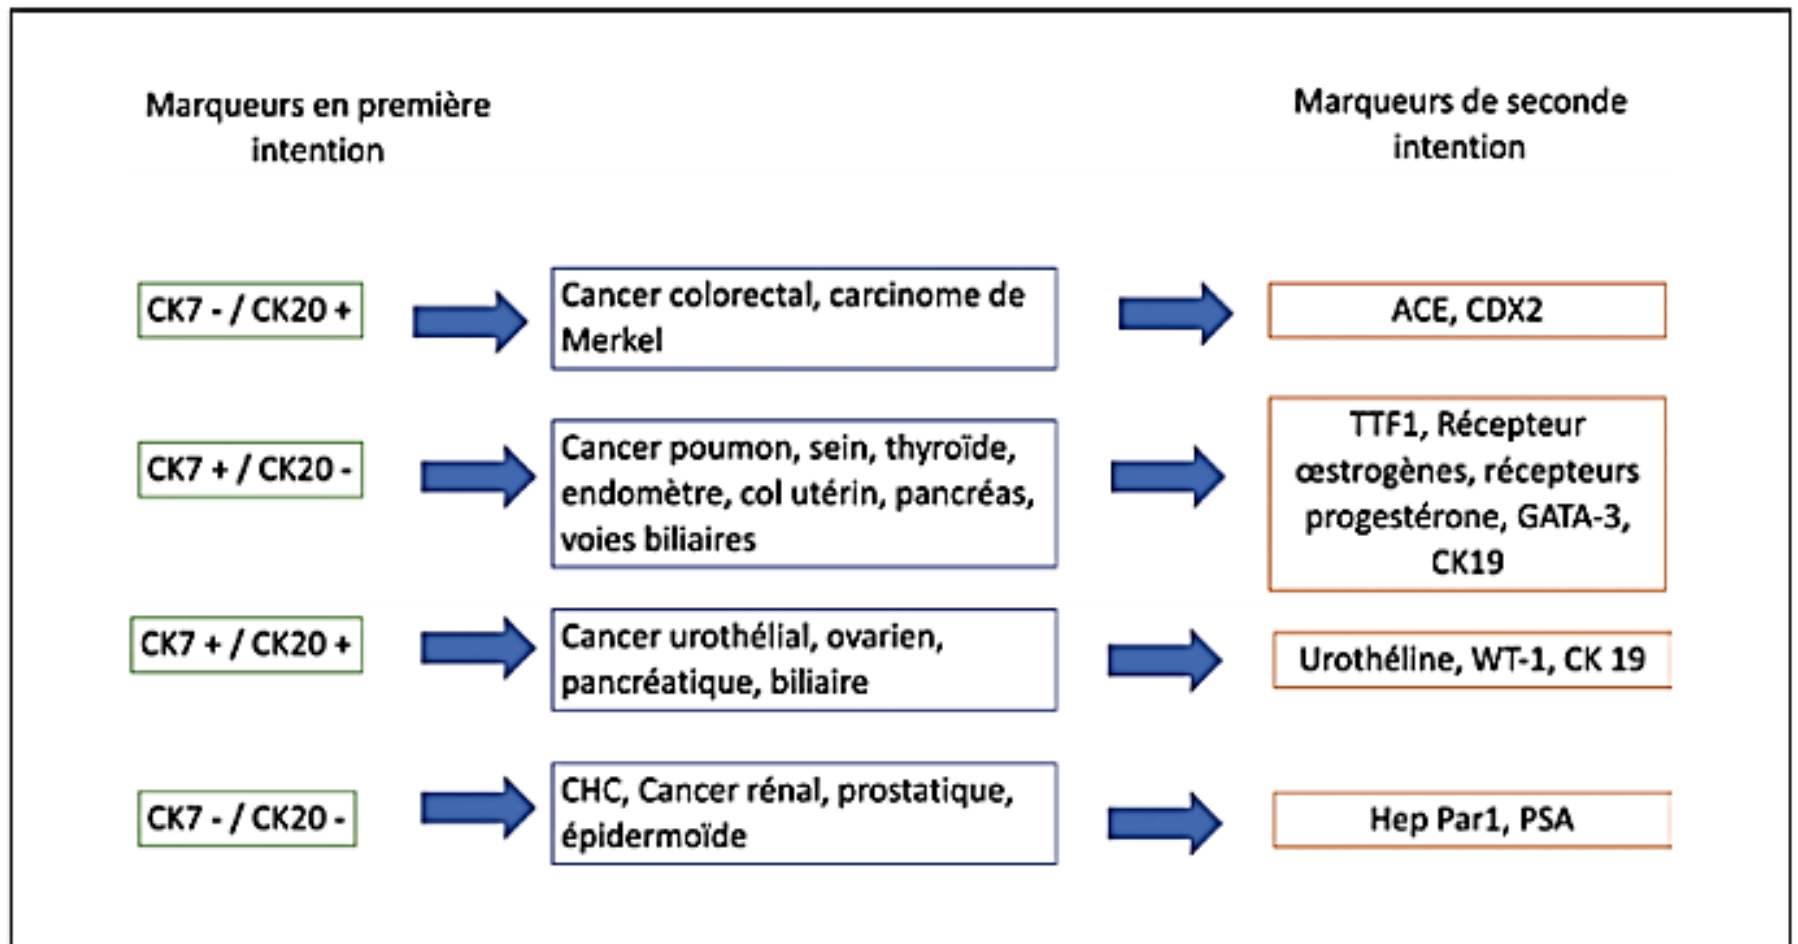 Marqueurs en première
intention
Marqueurs de seconde
intention
CK7 - / CK20 +
Cancer colorectal, carcinome de
Merkel
ACE, CDX2
CK7 + / CK20 -
Cancer poumon, sein, thyroïde,
endomètre, col utérin, pancréas,
voies biliaires
TTF1, Récepteur
œstrogènes, récepteurs
progestérone, GATA-3,
CK19
CK7 + / CK20 +
Cancer urothélial, ovarien,
pancréatique, biliaire
Urothéline, WT-1, CK 19
CK7 - / CK20 -
CHC, Cancer rénal, prostatique,
épidermoïde
Hep Par1, PSA